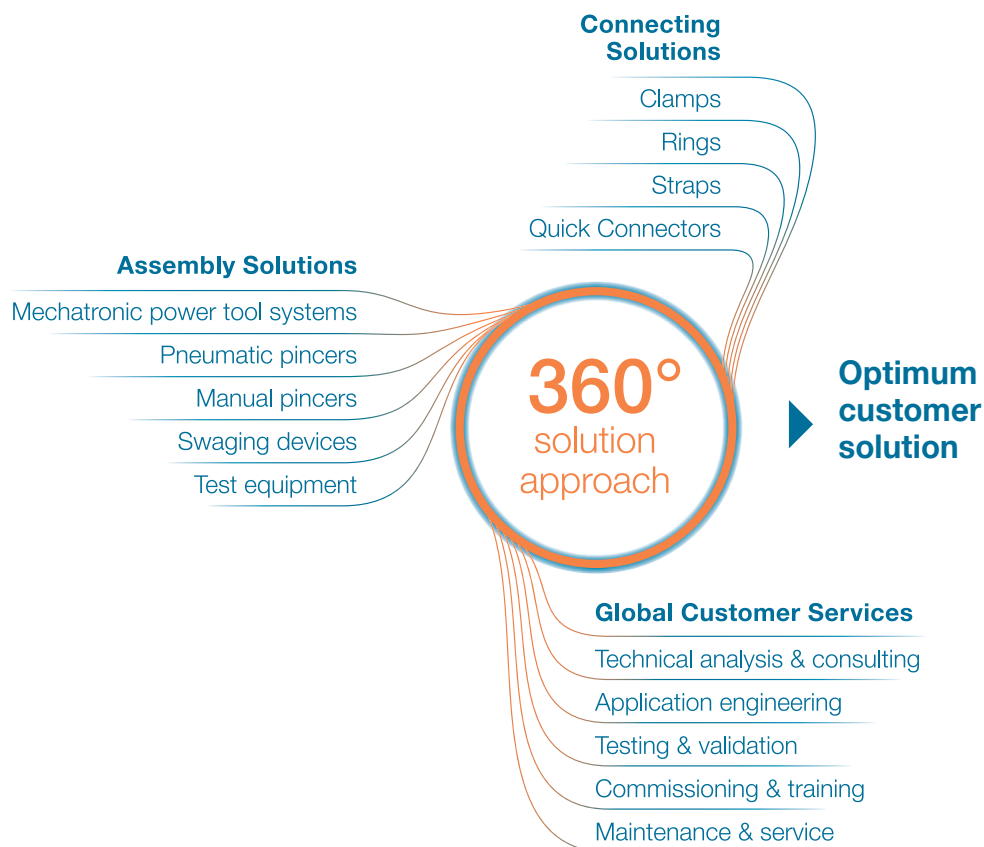 Connecting
Solutions
Clamps
Rings
Straps
Quick Connectors
Assembly Solutions
Mechatronic power tool systems
Pneumatic pincers
Manual pincers
Swaging devices
Test equipment
360°
solution
approach
Optimum
customer
solution
Global Customer Services
Technical analysis & consulting
Application engineering
Testing & validation
Commissioning & training
Maintenance & service